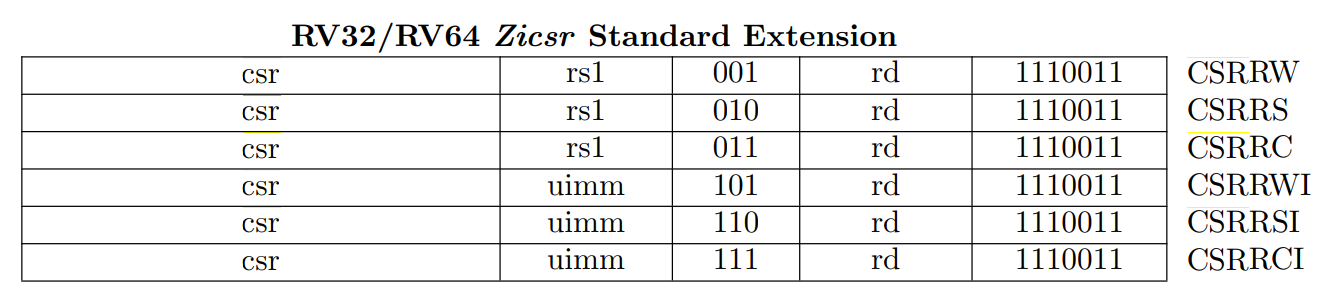 RV32/RV64 Zicsr Standard Extension
csr rs1 001 rd 1110011 CSRRW
csr rs1 010 rd 1110011 CSRRS
csr rs1 011 rd 1110011 CSRRC
csr uimm 101 rd 1110011 CSRRWI
csr uimm 110 rd 1110011 CSRRSI
csr uimm 111 rd 1110011 CSRRCI